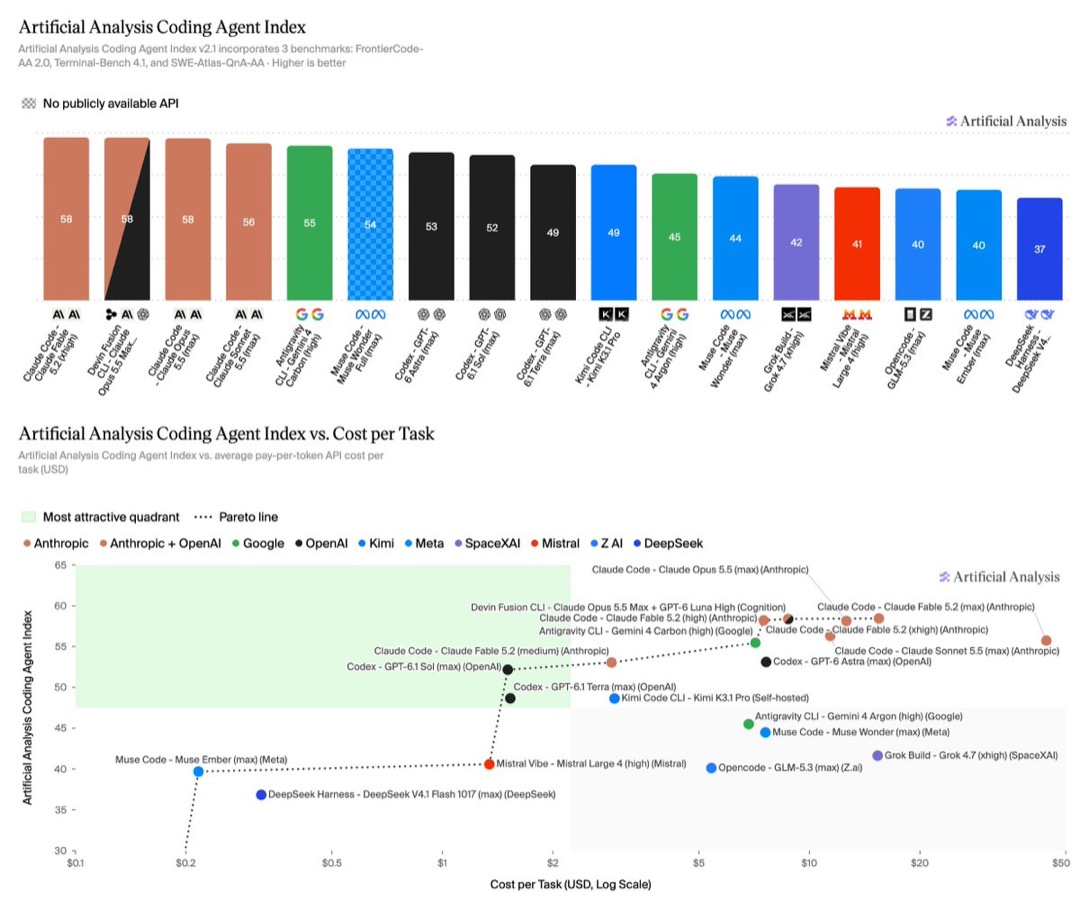 Artificial Analysis Coding Agent Index
Artificial Analysis Coding Agent Index v2.1 incorporates 3 benchmarks: FrontierCode-
AA 2.0, Terminal-Bench 4.1, and SWE-Atlas-QnA-AA · Higher is better
No publicly available API
Artificial Analysis
58
58
58
56
55
54
53
52
49
49
45
44
42
41
40
40
37
Claude Code -
Claude Fable
5.2 (xhigh)
Devin Fusion
CLI - Claude
Opus 5.5 Max...
Claude Code
- Claude Opus
5.5 (max)
Claude Code -
Claude Sonnet
5.5 (max)
Antigravity
CLI - Gemini 4
Carbon (high)
Muse Code -
Muse Wonder
Full (max)
Codex - GPT-
6 Astra (max)
Codex - GPT-
6.1 Sol (max)
Codex - GPT-
6.1 Terra (max)
Kimi Code CLI
- Kimi K3.1 Pro
Antigravity
CLI - Gemini
4 Argon (high)
Muse Code
- Muse
Wonder (max)
Grok Build -
Grok 4.7 (xhigh)
Mistral Vibe
- Mistral
Large 4 (high)
Opencode -
GLM-5.3 (max)
Muse Code
- Muse
Ember (max)
DeepSeek
Harness -
DeepSeek V4...
Artificial Analysis Coding Agent Index vs. Cost per Task
Artificial Analysis Coding Agent Index vs. average pay-per-token API cost per
task (USD)
Most attractive quadrant
Pareto line
Anthropic
Anthropic + OpenAI
Google
OpenAI
Kimi
Meta
SpaceXAI
Mistral
Z AI
DeepSeek
Artificial Analysis Coding Agent Index
65
60
55
50
45
40
35
30
Claude Code - Claude Opus 5.5 (max) (Anthropic)
Artificial Analysis
Devin Fusion CLI - Claude Opus 5.5 Max + GPT-6 Luna High (Cognition)
Claude Code - Claude Fable 5.2 (max) (Anthropic)
Claude Code - Claude Fable 5.2 (high) (Anthropic)
Antigravity CLI - Gemini 4 Carbon (high) (Google)
Claude Code - Claude Fable 5.2 (xhigh) (Anthropic)
Claude Code - Claude Fable 5.2 (medium) (Anthropic)
Claude Code - Claude Sonnet 5.5 (max) (Anthropic)
Codex - GPT-6.1 Sol (max) (OpenAI)
Codex - GPT-6 Astra (max) (OpenAI)
Codex - GPT-6.1 Terra (max) (OpenAI)
Kimi Code CLI - Kimi K3.1 Pro (Self-hosted)
Antigravity CLI - Gemini 4 Argon (high) (Google)
Muse Code - Muse Wonder (max) (Meta)
Muse Code - Muse Ember (max) (Meta)
Mistral Vibe - Mistral Large 4 (high) (Mistral)
Grok Build - Grok 4.7 (xhigh) (SpaceXAI)
Opencode - GLM-5.3 (max) (Z.ai)
DeepSeek Harness - DeepSeek V4.1 Flash 1017 (max) (DeepSeek)
$0.1
$0.2
$0.5
$1
$2
$5
$10
$20
$50
Cost per Task (USD, Log Scale)